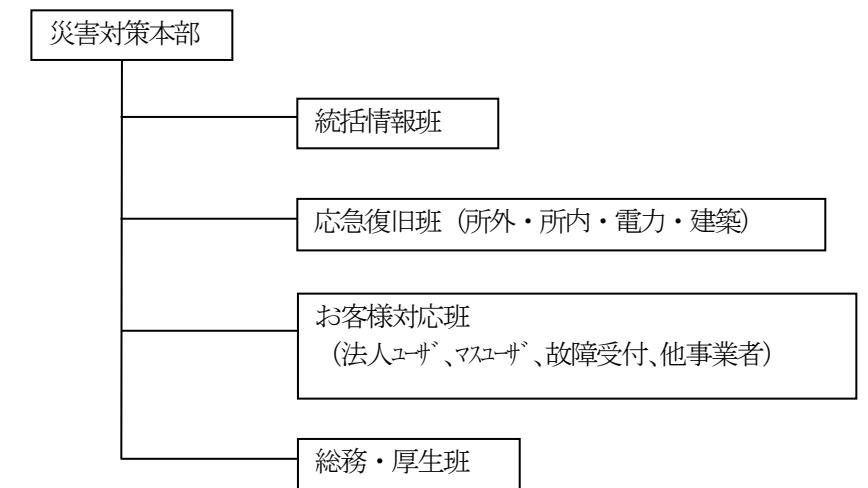 災害対策本部
統括情報班
応急復旧班（所外・所内・電力・建築）
お客様対応班
（法人ﾕｰｻﾞ、ﾏｽﾕｰｻﾞ、故障受付、他事業者）
総務・厚生班